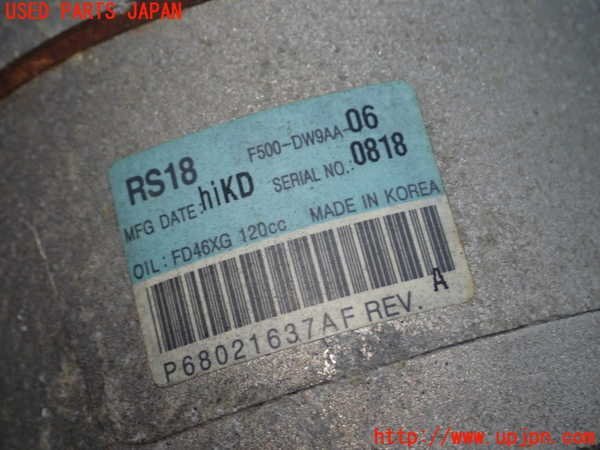 USED PARTS JAPAN
RS18 F500-DW9AA-06
MFG DATE: hiKD SERIAL NO.: 0818
OIL: FD46XG 120cc MADE IN KOREA
P68021637AF REV. A
http://www.upjpn.com/